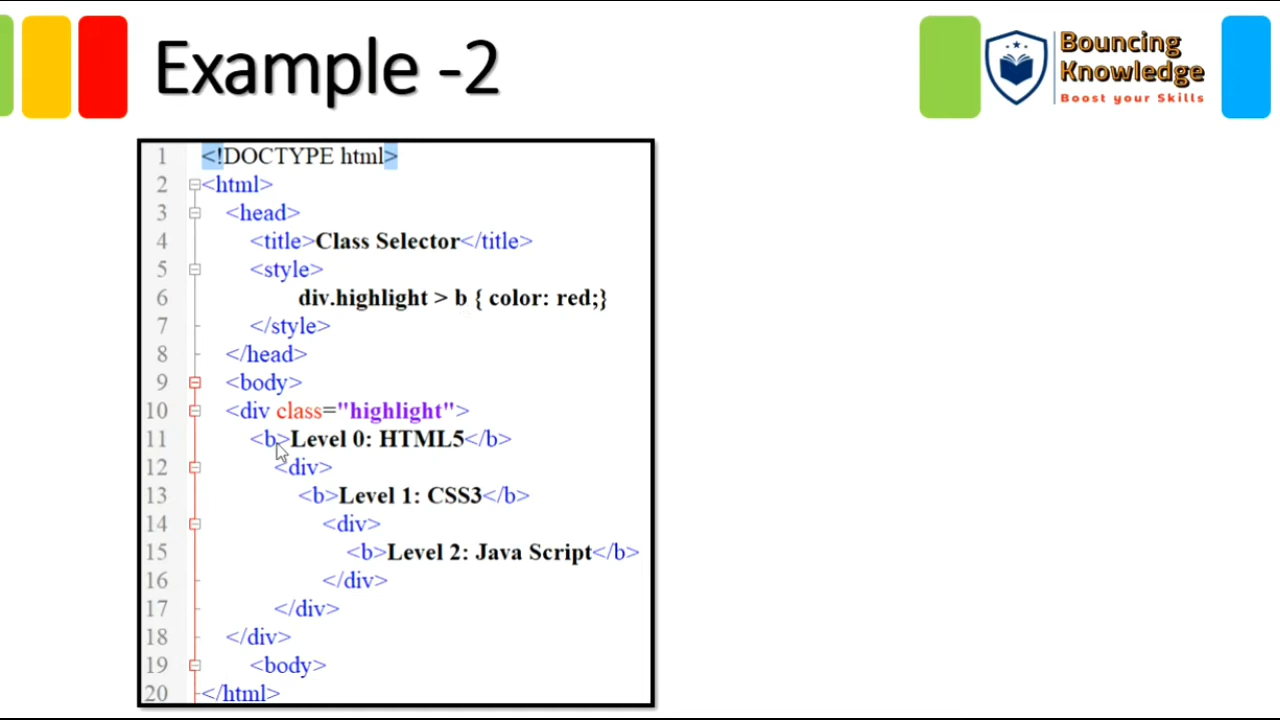 Example -2
Bouncing
Knowledge
Boost your Skills
1 <!DOCTYPE html>
2 <html>
3 <head>
4 <title>Class Selector</title>
5 <style>
6 div.highlight > b { color: red;}
7 </style>
8 </head>
9 <body>
10 <div class="highlight">
11 <b>Level 0: HTML5</b>
12 <div>
13 <b>Level 1: CSS3</b>
14 <div>
15 <b>Level 2: Java Script</b>
16 </div>
17 </div>
18 </div>
19 <body>
20 </html>